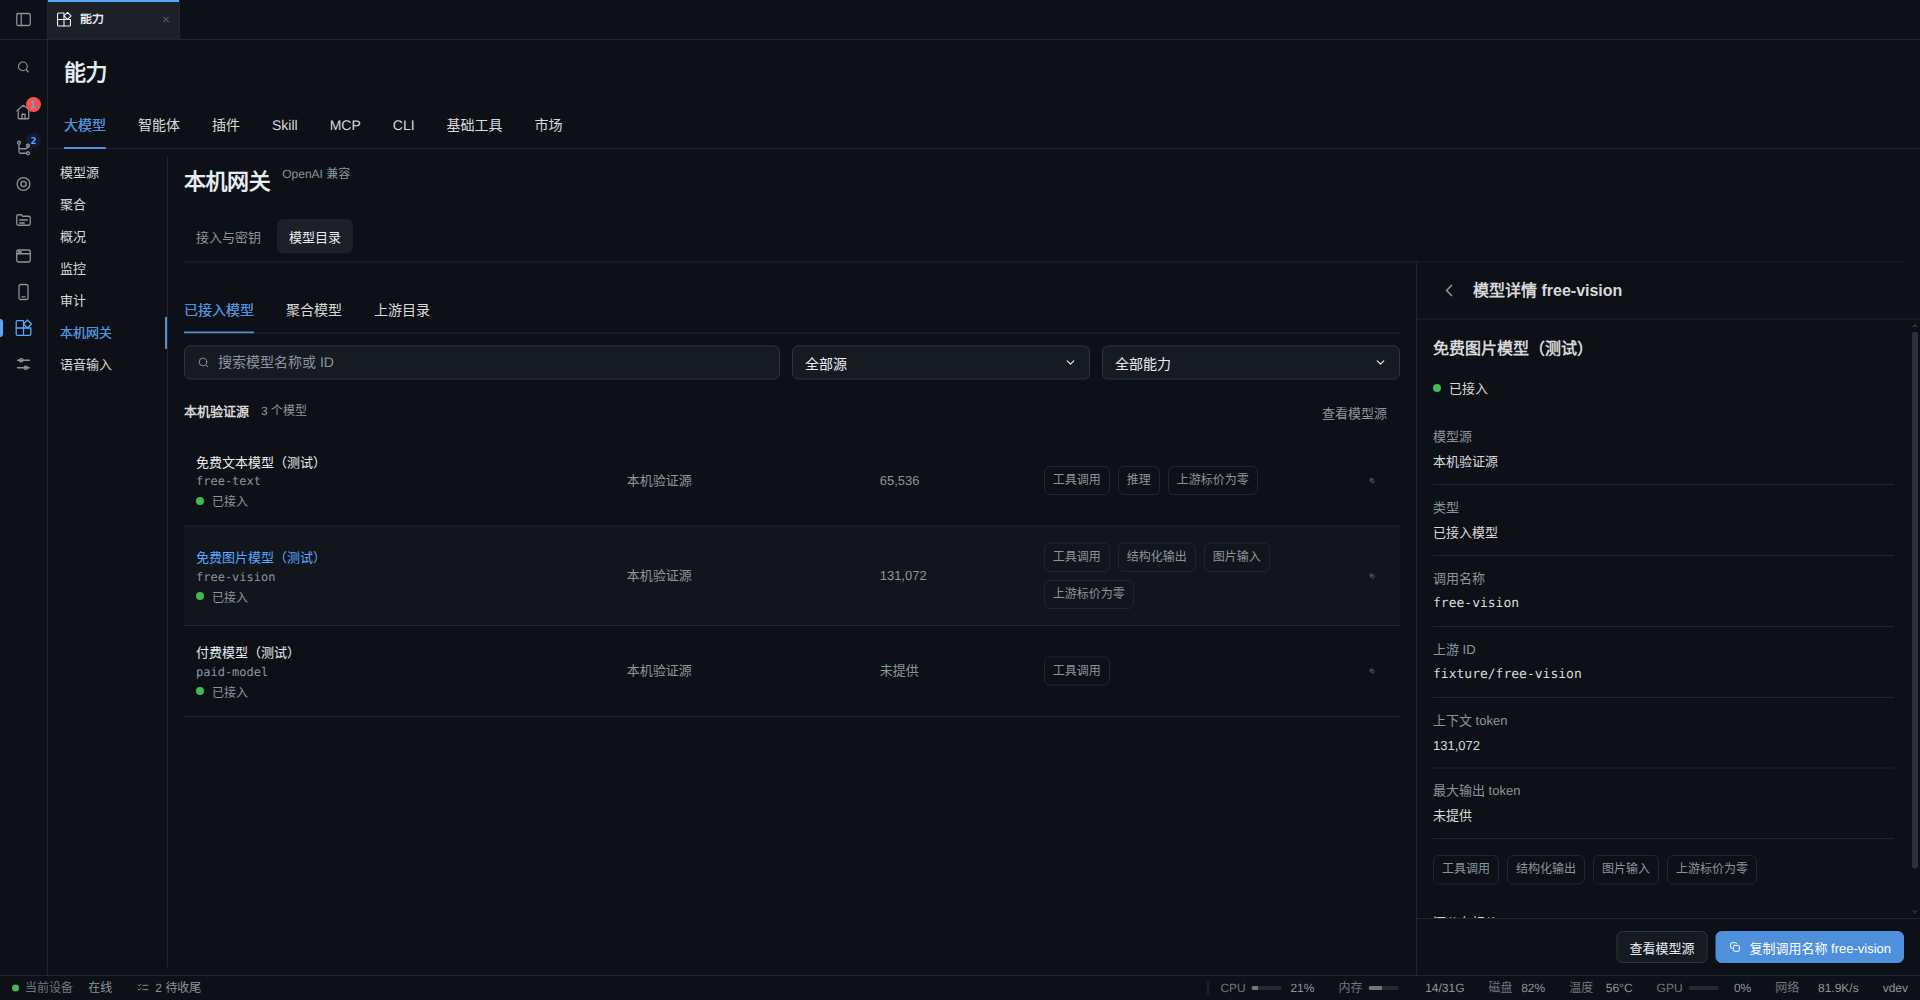 能力
1
2
能力
大模型 智能体 插件 Skill MCP CLI 基础工具 市场
模型源
聚合
概况
监控
审计
本机网关
语音输入
本机网关 OpenAI 兼容
接入与密钥 模型目录
已接入模型 聚合模型 上游目录
搜索模型名称或 ID 全部源 全部能力
本机验证源 3 个模型 查看模型源
免费文本模型（测试）
free-text
已接入
本机验证源 65,536 工具调用 推理 上游标价为零
免费图片模型（测试）
free-vision
已接入
本机验证源 131,072 工具调用 结构化输出 图片输入
上游标价为零
付费模型（测试）
paid-model
已接入
本机验证源 未提供 工具调用
模型详情 free-vision
免费图片模型（测试）
已接入
模型源
本机验证源
类型
已接入模型
调用名称
free-vision
上游 ID
fixture/free-vision
上下文 token
131,072
最大输出 token
未提供
工具调用 结构化输出 图片输入 上游标价为零
查看模型源 复制调用名称 free-vision
当前设备 在线 2 待收尾 CPU 21% 内存 14/31G 磁盘 82% 温度 56°C GPU 0% 网络 81.9K/s vdev